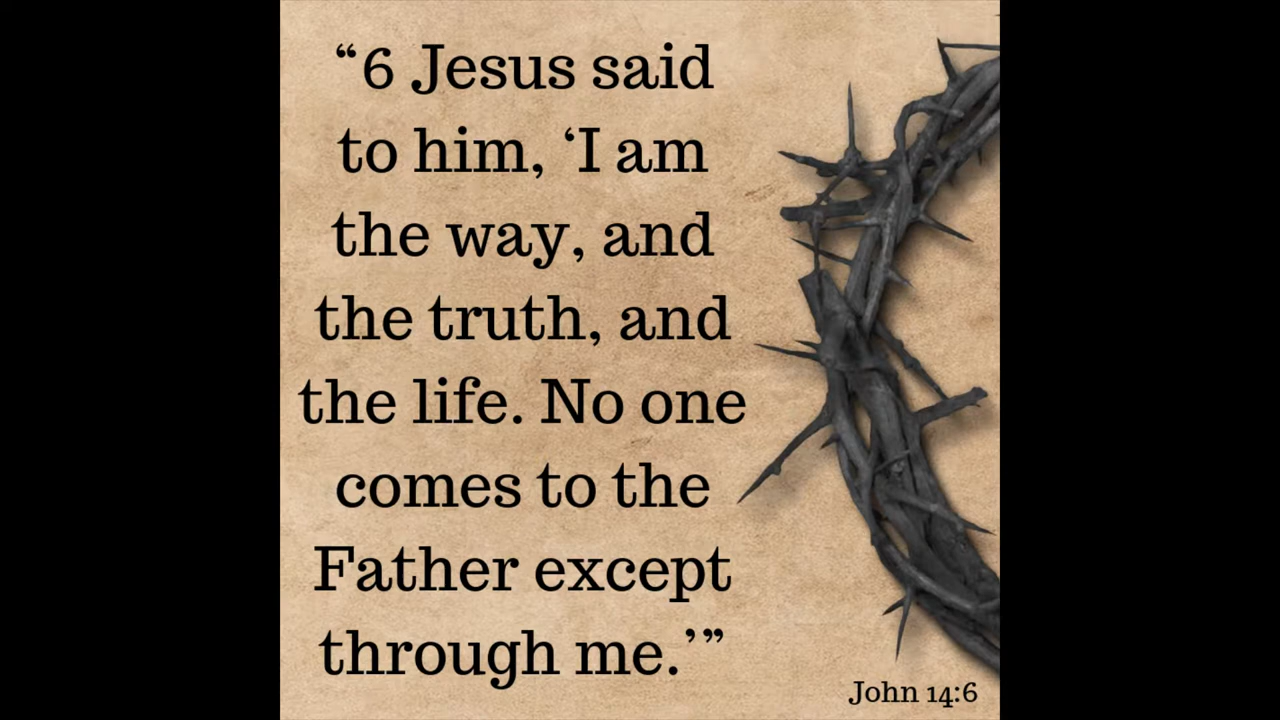 “6 Jesus said
to him, ‘I am
the way, and
the truth, and
the life. No one
comes to the
Father except
through me.’”
John 14:6